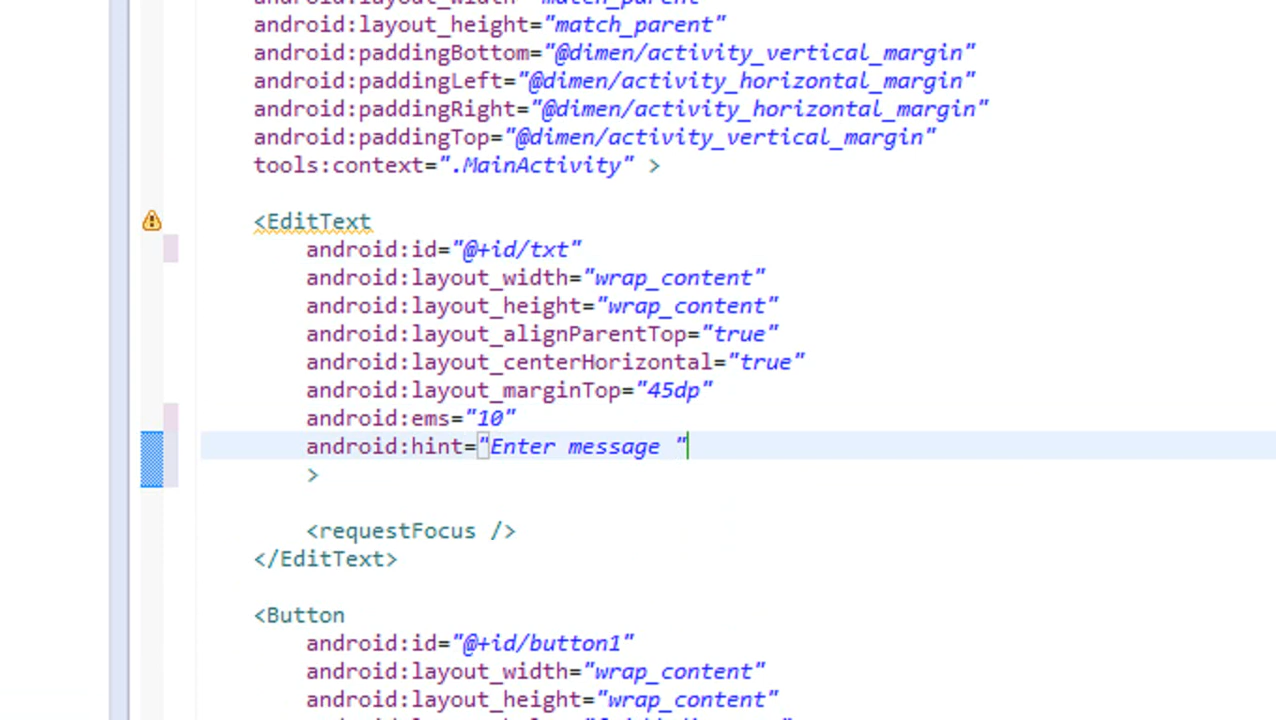 android:layout_width="match_parent"
android:layout_height="match_parent"
android:paddingBottom="@dimen/activity_vertical_margin"
android:paddingLeft="@dimen/activity_horizontal_margin"
android:paddingRight="@dimen/activity_horizontal_margin"
android:paddingTop="@dimen/activity_vertical_margin"
tools:context=".MainActivity" >
<EditText
android:id="@+id/txt"
android:layout_width="wrap_content"
android:layout_height="wrap_content"
android:layout_alignParentTop="true"
android:layout_centerHorizontal="true"
android:layout_marginTop="45dp"
android:ems="10"
android:hint="Enter message "
>
<requestFocus />
</EditText>
<Button
android:id="@+id/button1"
android:layout_width="wrap_content"
android:layout_height="wrap_content"